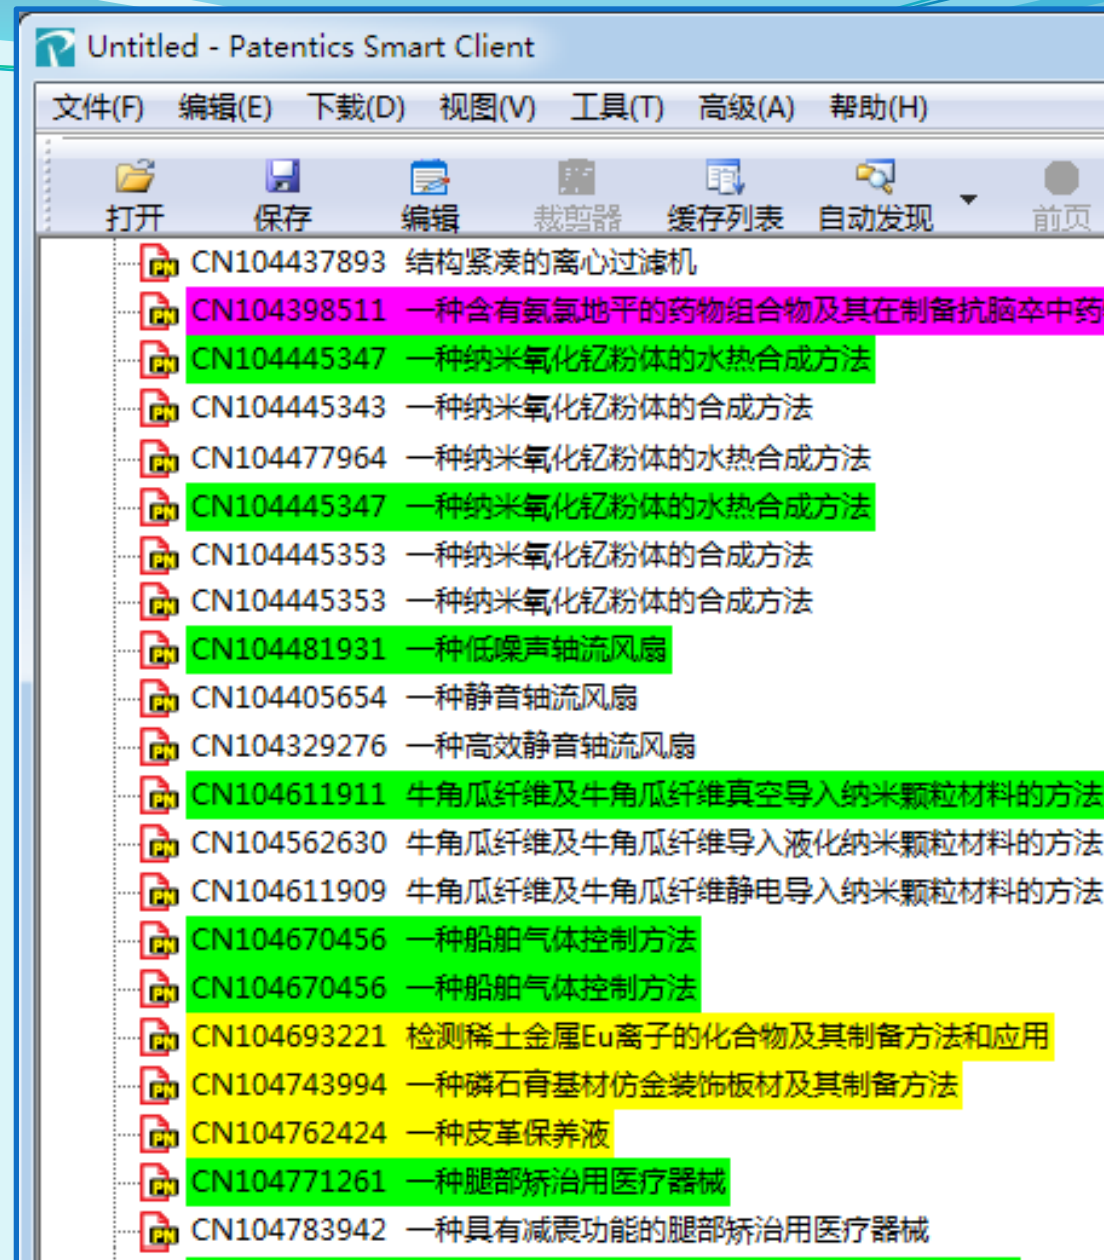 Untitled - Patentics Smart Client
文件(F) 编辑(E) 下载(D) 视图(V) 工具(T) 高级(A) 帮助(H)
打开 保存 编辑 裁剪器 缓存列表 自动发现 前页
CN104437893 结构紧凑的离心过滤机
CN104398511 一种含有氨氯地平的药物组合物及其在制备抗脑卒中药
CN104445347 一种纳米氧化钇粉体的水热合成方法
CN104445343 一种纳米氧化钇粉体的合成方法
CN104477964 一种纳米氧化钇粉体的水热合成方法
CN104445347 一种纳米氧化钇粉体的水热合成方法
CN104445353 一种纳米氧化钇粉体的合成方法
CN104445353 一种纳米氧化钇粉体的合成方法
CN104481931 一种低噪声轴流风扇
CN104405654 一种静音轴流风扇
CN104329276 一种高效静音轴流风扇
CN104611911 牛角瓜纤维及牛角瓜纤维真空导入纳米颗粒材料的方法
CN104562630 牛角瓜纤维及牛角瓜纤维导入液化纳米颗粒材料的方法
CN104611909 牛角瓜纤维及牛角瓜纤维静电导入纳米颗粒材料的方法
CN104670456 一种船舶气体控制方法
CN104670456 一种船舶气体控制方法
CN104693221 检测稀土金属Eu离子的化合物及其制备方法和应用
CN104743994 一种磷石膏基材仿金装饰板材及其制备方法
CN104762424 一种皮革保养液
CN104771261 一种腿部矫治用医疗器械
CN104783942 一种具有减震功能的腿部矫治用医疗器械